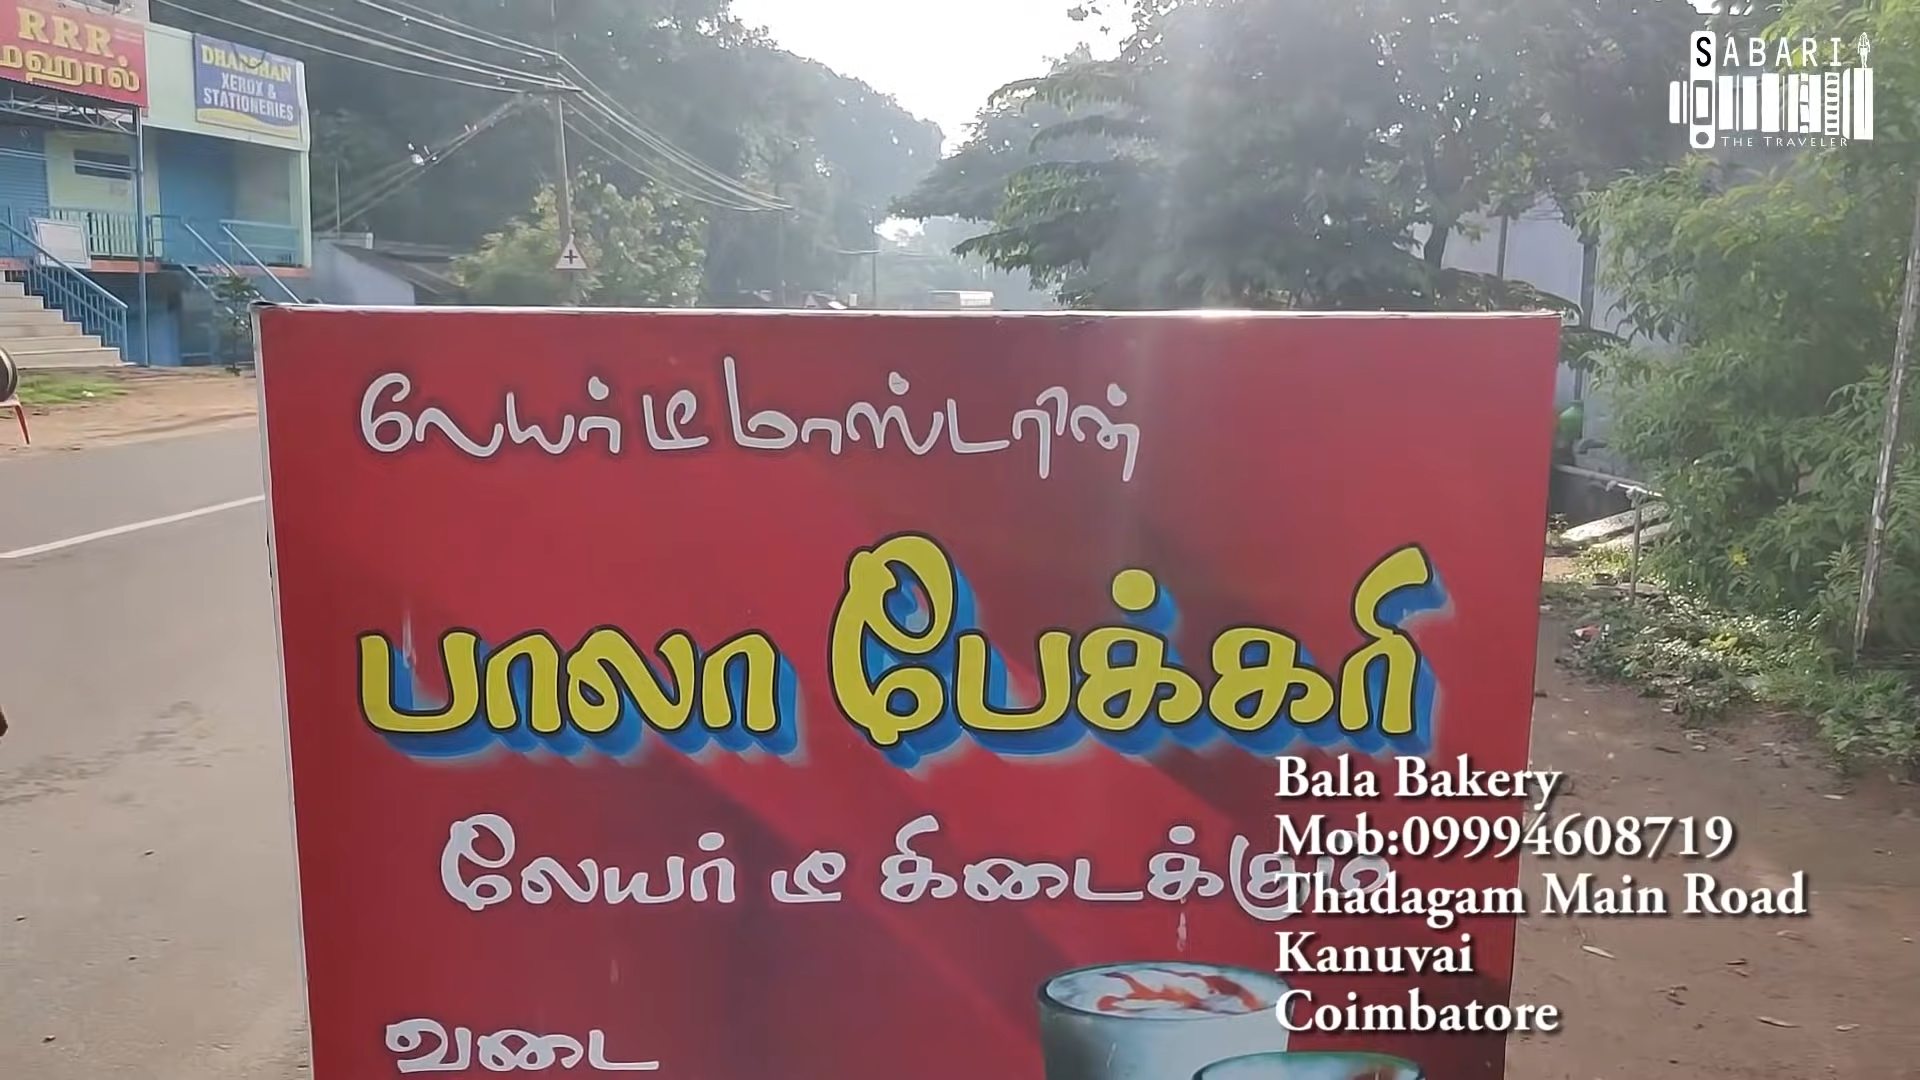 RRR
மஹால்
DHARSHAN
XEROX &
STATIONERIES
SABARI
THE TRAVELER
லேயர் டீ மாஸ்டரின்
பாலா பேக்கரி
லேயர் டீ கிடைக்கும்
வடை
Bala Bakery
Mob:09994608719
Thadagam Main Road
Kanuvai
Coimbatore